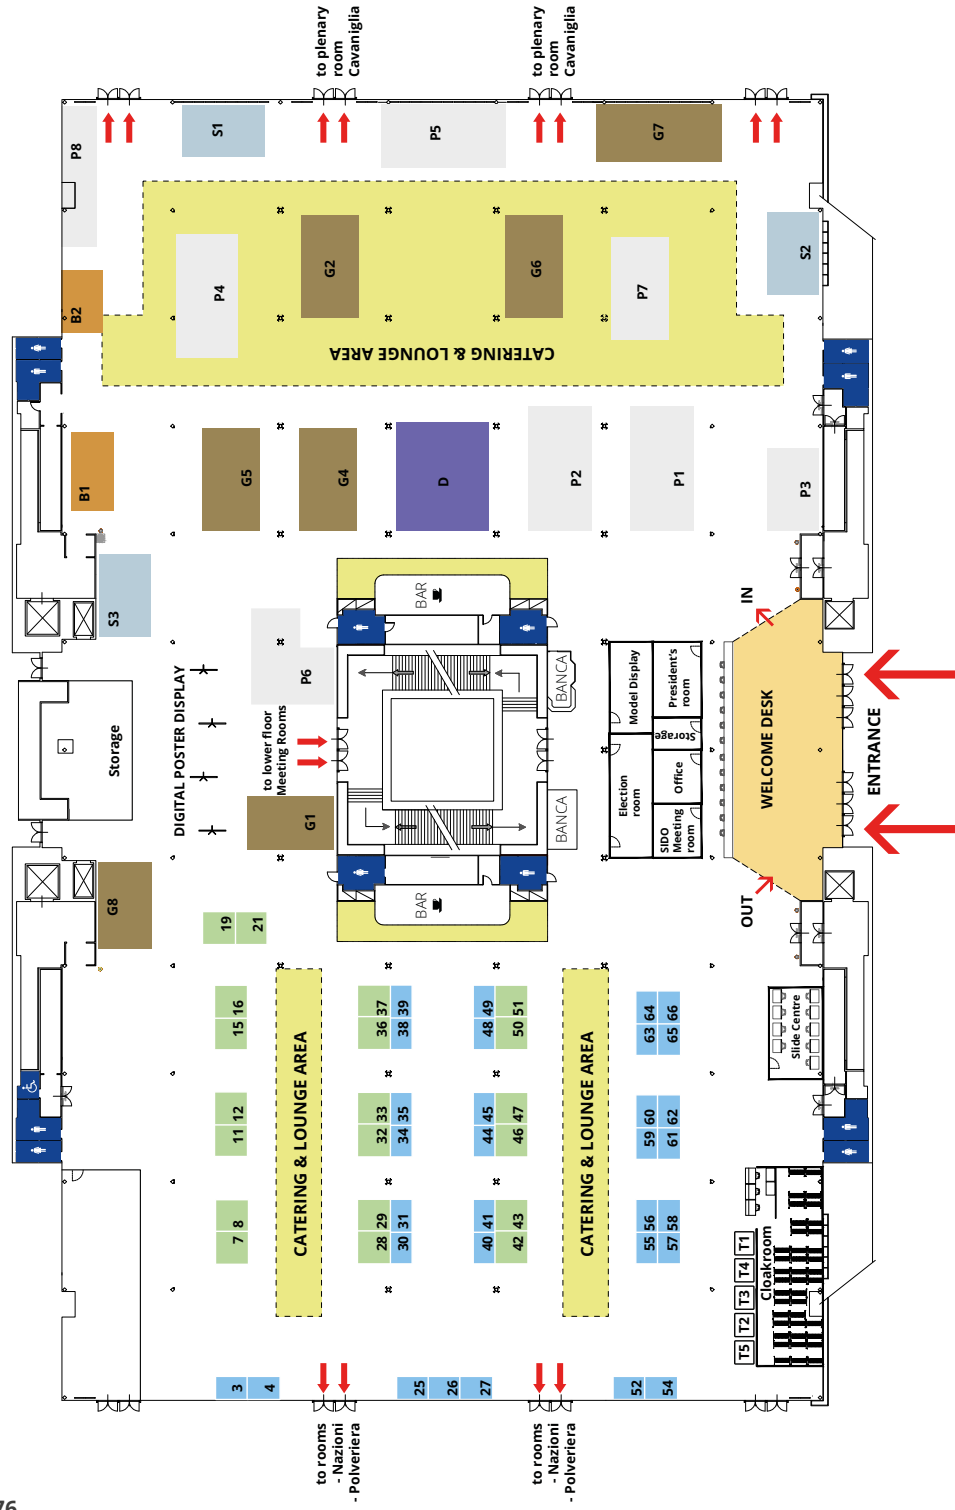 to plenary
room
Cavaniglia
to plenary
room
Cavaniglia
P8
S1
P5
G7
P4
G2
G6
P7
S2
B2
CATERING & LOUNGE AREA
B1
G5
G4
D
P2
P1
P3
S3
P6
BAR
IN
DIGITAL POSTER DISPLAY
to lower floor
Meeting Rooms
Storage
BANCA
BANCA
Model Display
President's
room
Storage
Election
room
Office
SIDO
Meeting
room
WELCOME DESK
ENTRANCE
G1
G8
BAR
OUT
19
21
15 16
11 12
7 8
CATERING & LOUNGE AREA
36 37
38 39
32 33
34 35
28 29
30 31
48 49
50 51
44 45
46 47
40 41
42 43
CATERING & LOUNGE AREA
63 64
65 66
59 60
61 62
55 56
57 58
Slide Centre
Cloakroom
T1
T4
T3
T2
T5
3
4
25
26
27
52
54
to rooms
- Nazioni
- Polveriera
to rooms
- Nazioni
- Polveriera
76